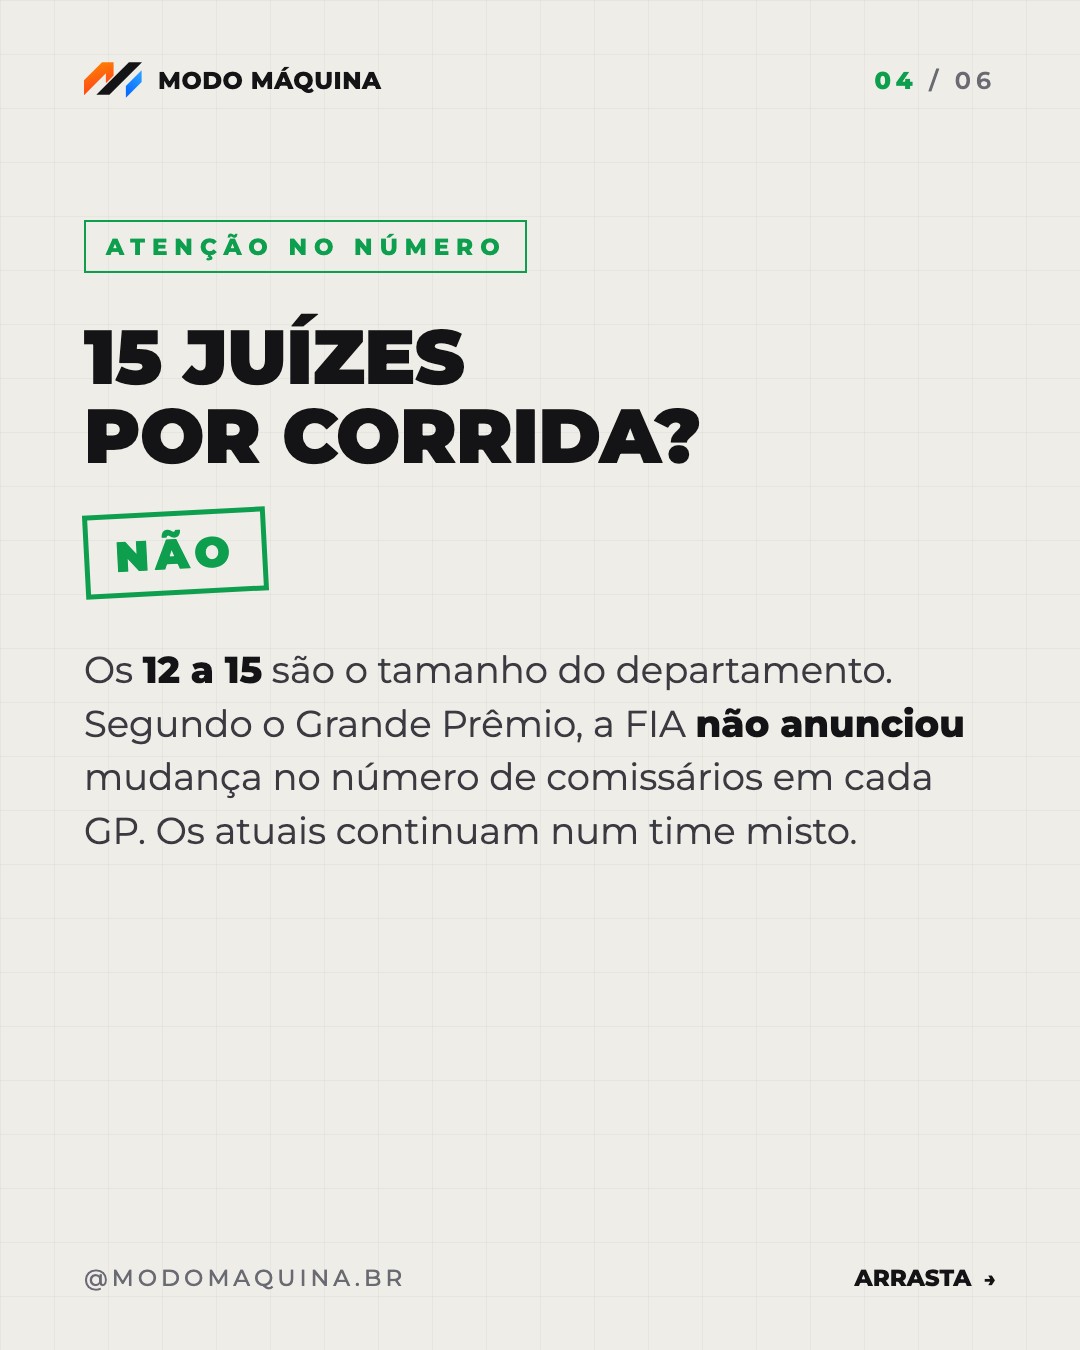 MODO MÁQUINA
04 / 06
ATENÇÃO NO NÚMERO
15 JUÍZES
POR CORRIDA?
NÃO
Os 12 a 15 são o tamanho do departamento.
Segundo o Grande Prêmio, a FIA não anunciou
mudança no número de comissários em cada
GP. Os atuais continuam num time misto.
@MODOMAQUINA.BR
ARRASTA →